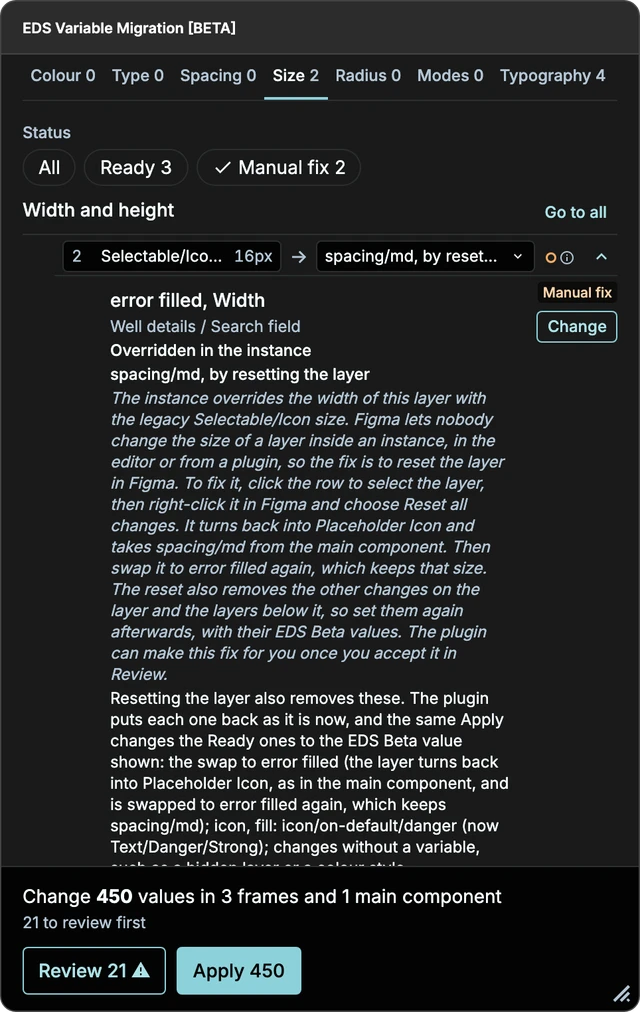 EDS Variable Migration [BETA]
Colour 0 Type 0 Spacing 0 Size 2 Radius 0 Modes 0 Typography 4
Status
All Ready 3 Manual fix 2
Width and height Go to all
2 Selectable/Ico... 16px → spacing/md, by reset...
Manual fix
error filled, Width
Change
Well details / Search field
Overridden in the instance
spacing/md, by resetting the layer
The instance overrides the width of this layer with
the legacy Selectable/Icon size. Figma lets nobody
change the size of a layer inside an instance, in the
editor or from a plugin, so the fix is to reset the layer
in Figma. To fix it, click the row to select the layer,
then right-click it in Figma and choose Reset all
changes. It turns back into Placeholder Icon and
takes spacing/md from the main component. Then
swap it to error filled again, which keeps that size.
The reset also removes the other changes on the
layer and the layers below it, so set them again
afterwards, with their EDS Beta values. The plugin
can make this fix for you once you accept it in
Review.
Resetting the layer also removes these. The plugin
puts each one back as it is now, and the same Apply
changes the Ready ones to the EDS Beta value
shown: the swap to error filled (the layer turns back
into Placeholder Icon, as in the main component, and
is swapped to error filled again, which keeps
spacing/md); icon, fill: icon/on-default/danger (now
Text/Danger/Strong); changes without a variable,
such as a hidden layer or a colour style
Change 450 values in 3 frames and 1 main component
21 to review first
Review 21 Apply 450